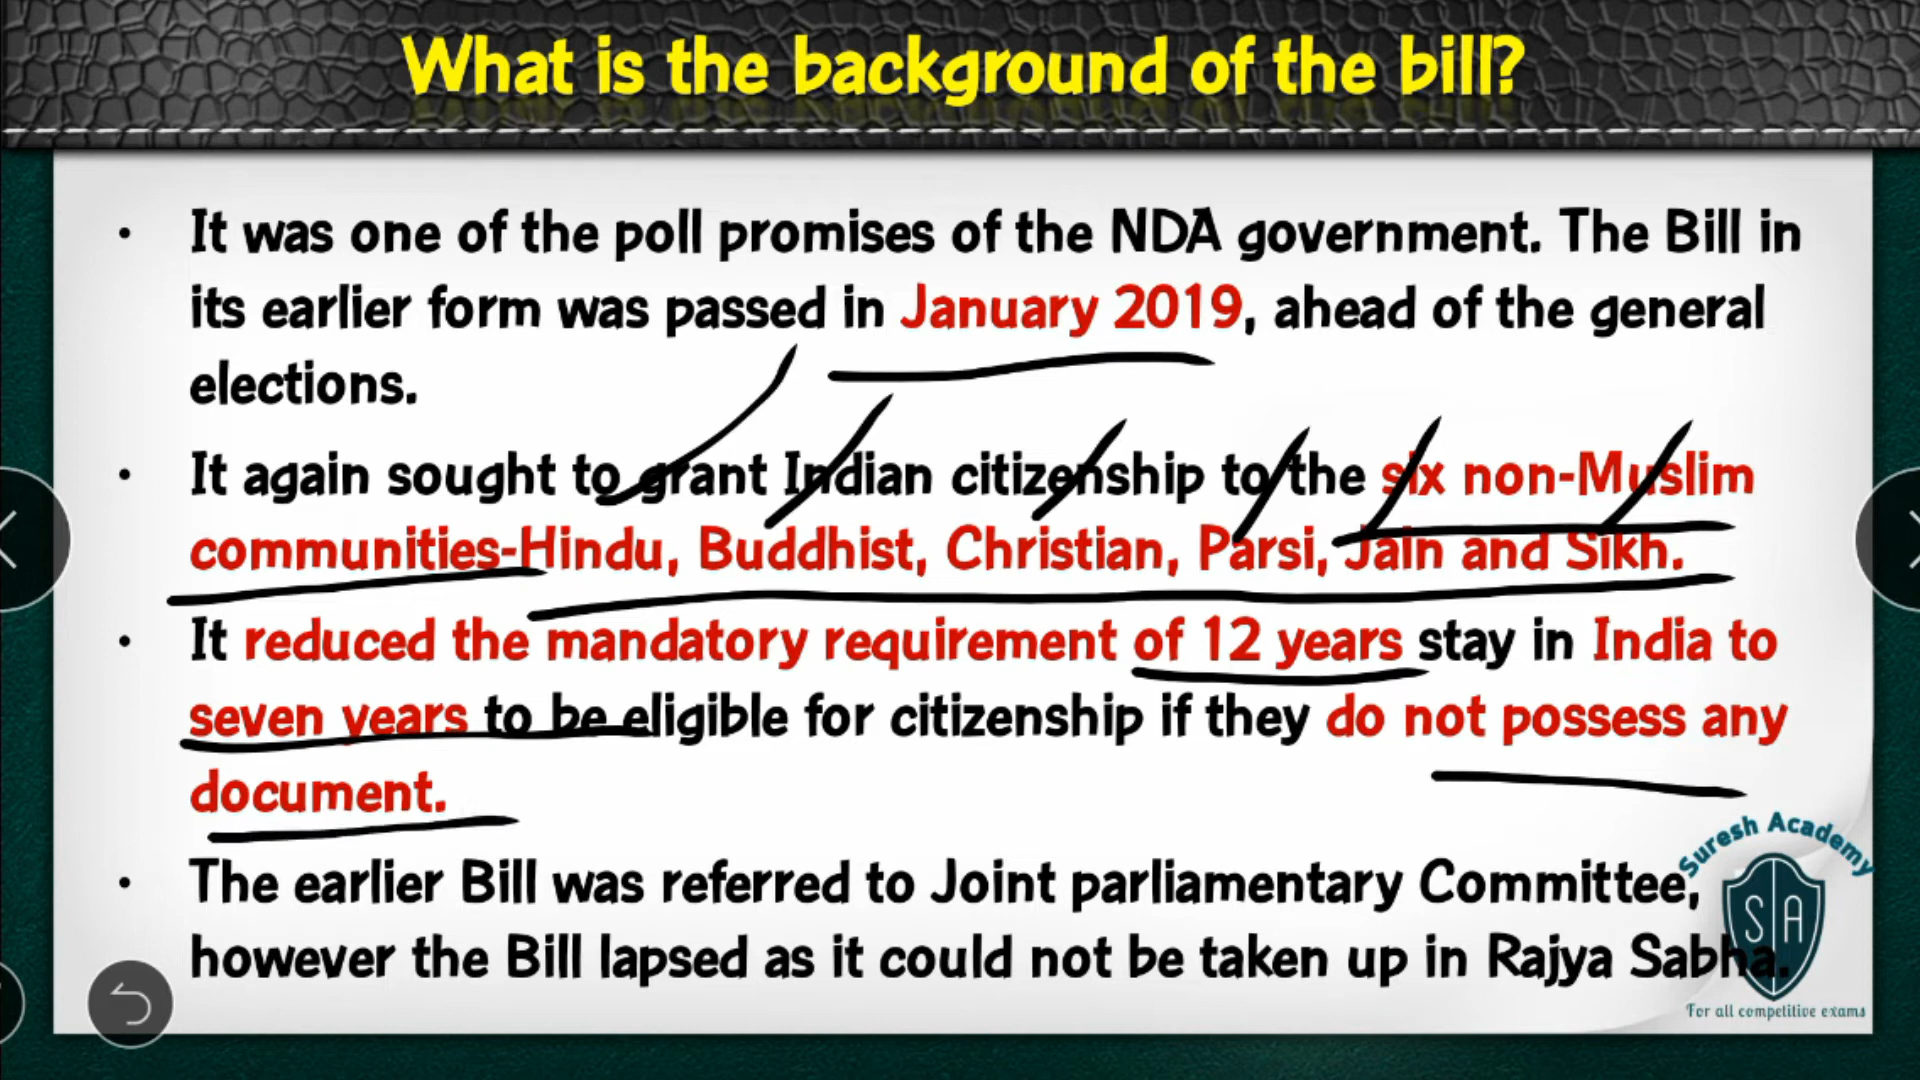 What is the background of the bill?
• It was one of the poll promises of the NDA government. The Bill in
its earlier form was passed in January 2019, ahead of the general
elections.
• It again sought to grant Indian citizenship to the six non-Muslim
communities-Hindu, Buddhist, Christian, Parsi, Jain and Sikh.
• It reduced the mandatory requirement of 12 years stay in India to
seven years to be eligible for citizenship if they do not possess any
document.
• The earlier Bill was referred to Joint parliamentary Committee,
however the Bill lapsed as it could not be taken up in Rajya Sabha.
Suresh Academy
SA
For all competitive exams